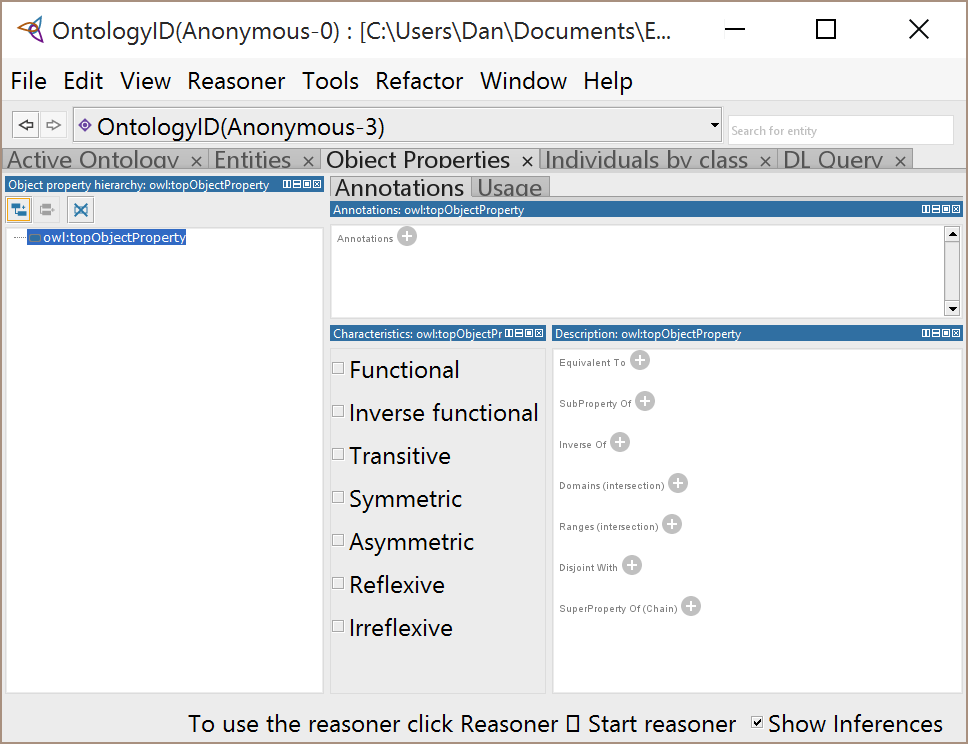 OntologyID(Anonymous-0) : [C:\Users\Dan\Documents\E...
File Edit View Reasoner Tools Refactor Window Help
OntologyID(Anonymous-3)
Search for entity
Active Ontology × Entities × Object Properties × Individuals by class × DL Query ×
Object property hierarchy: owl:topObjectProperty
owl:topObjectProperty
Annotations Usage
Annotations: owl:topObjectProperty
Annotations
Characteristics: owl:topObjectPr
Functional
Inverse functional
Transitive
Symmetric
Asymmetric
Reflexive
Irreflexive
Description: owl:topObjectProperty
Equivalent To
SubProperty Of
Inverse Of
Domains (intersection)
Ranges (intersection)
Disjoint With
SuperProperty Of (Chain)
To use the reasoner click Reasoner ▯ Start reasoner
Show Inferences